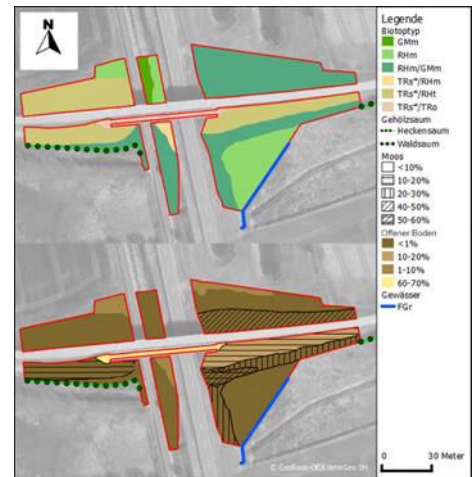 N
Legende
Biotoptyp
GMm
RHm
RHm/GMm
TRs*/RHm
TRs*/RHt
TRs*/TRo
Gehölzsaum
Heckensaum
Waldsaum
Moos
<10%
10-20%
20-30%
40-50%
50-60%
Offener Boden
<1%
10-20%
1-10%
60-70%
Gewässer
FGr
0 30 Meter
© GeoBasis-DE/LVermGeo SH